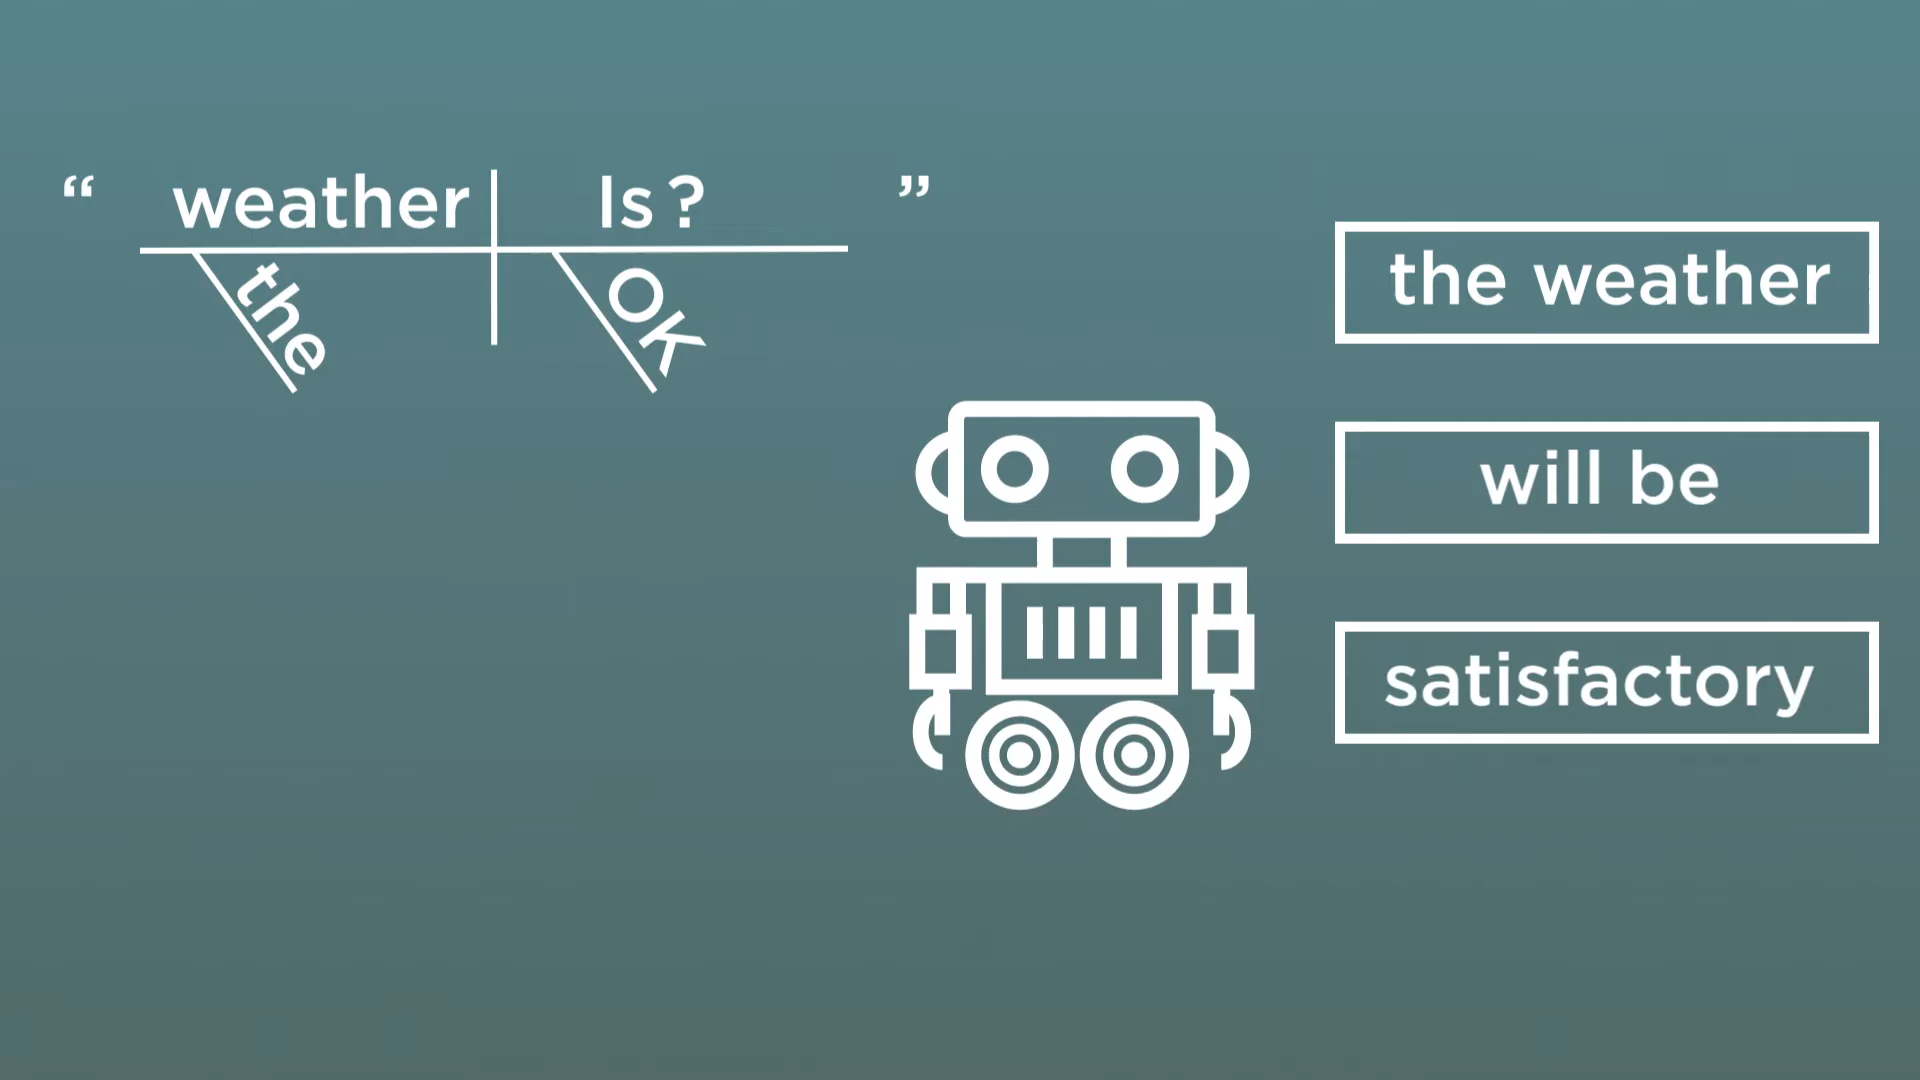 “ weather Is? ”
the OK
the weather
will be
satisfactory